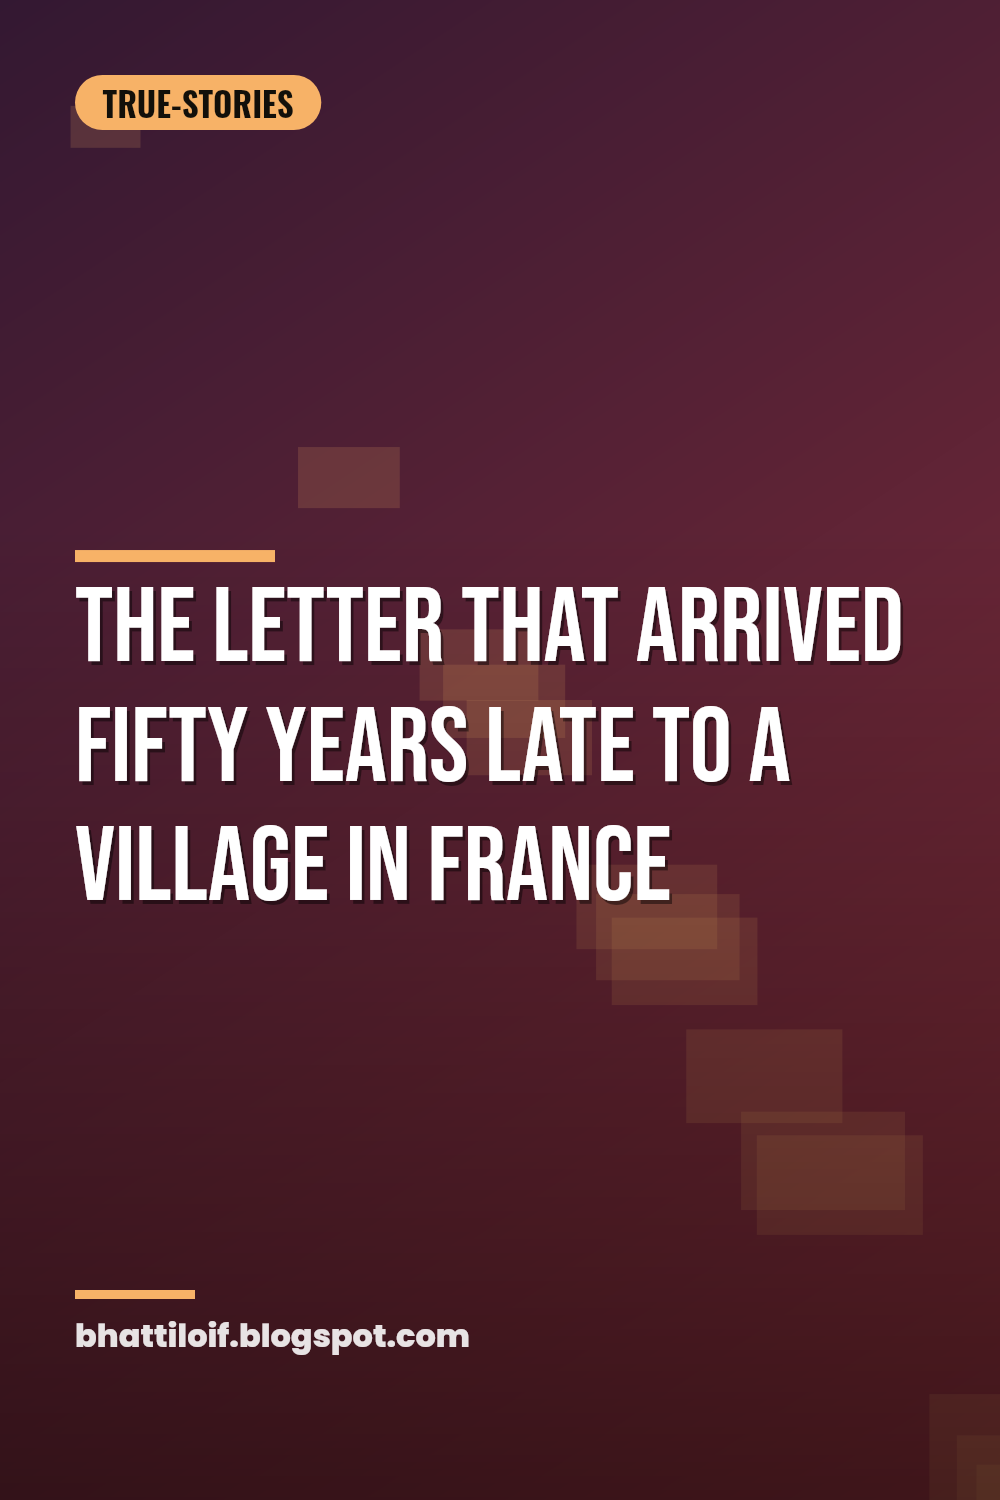 TRUE-STORIES
THE LETTER THAT ARRIVED
FIFTY YEARS LATE TO A
VILLAGE IN FRANCE
bhattiloif.blogspot.com